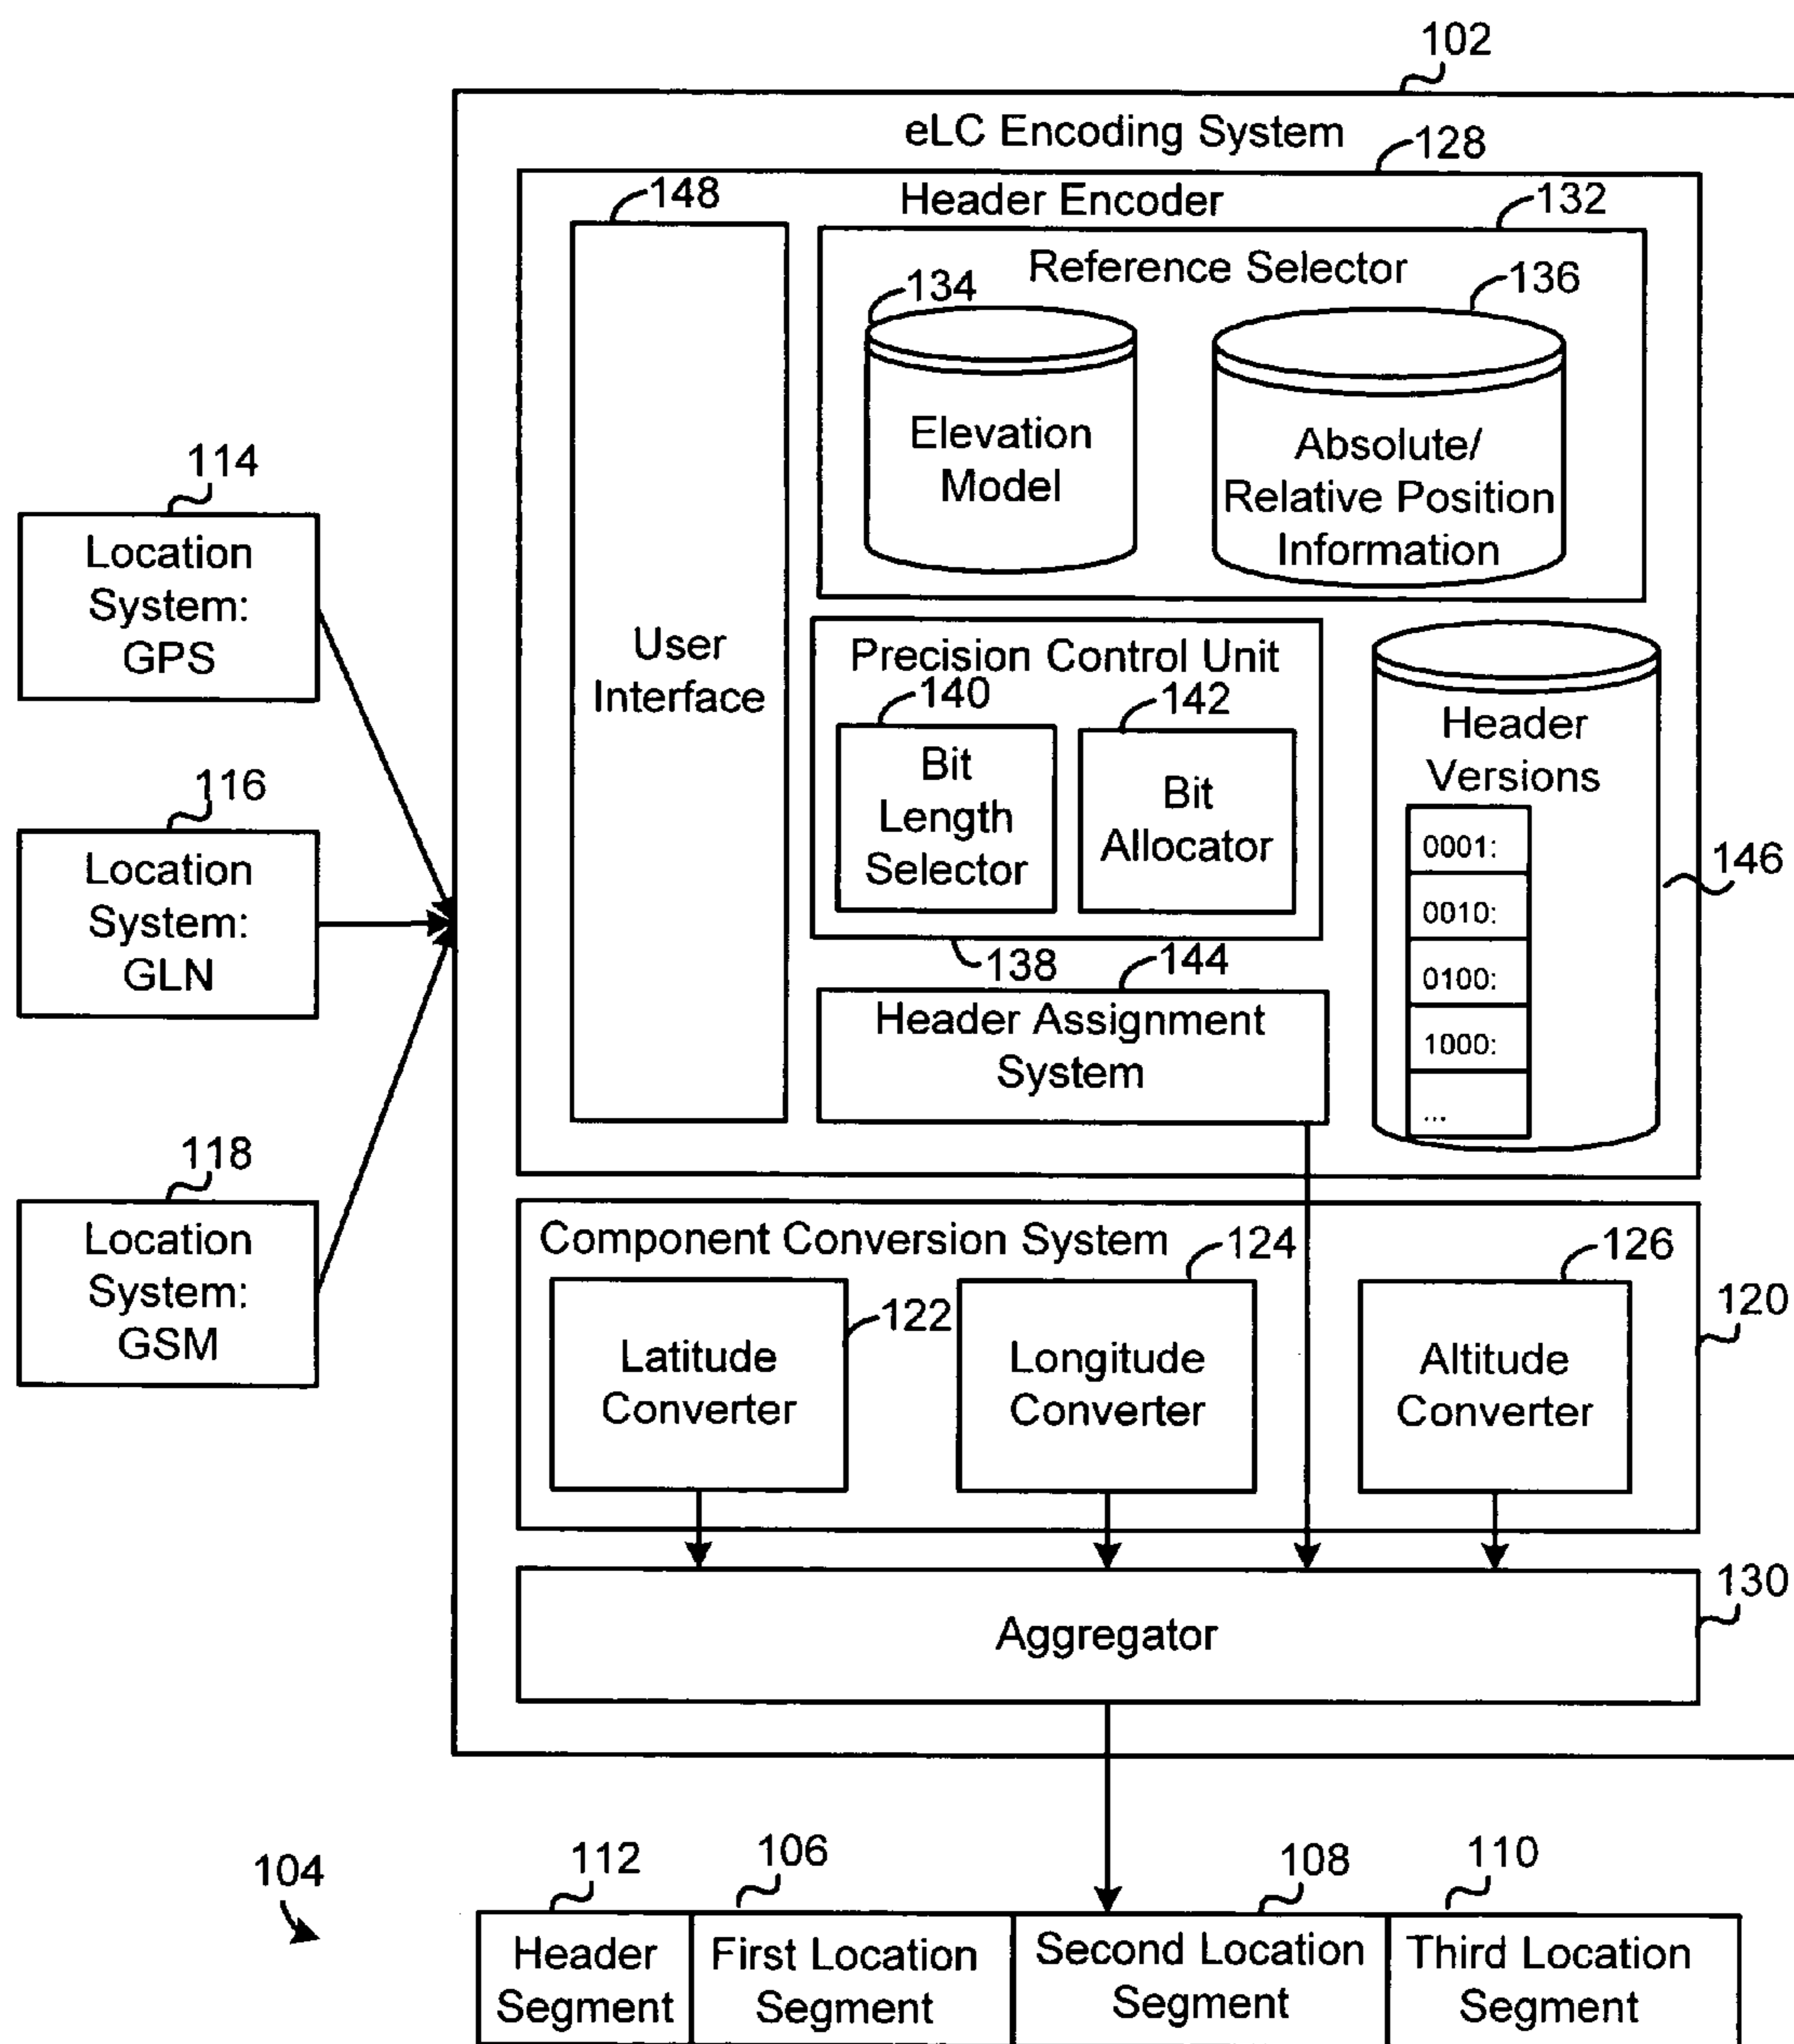 102
eLC Encoding System
128
Header Encoder
148
132
Reference Selector
134
136
Elevation
Model
Absolute/
Relative Position
Information
114
Location
System:
GPS
User
Interface
Precision Control Unit
140
142
Bit
Length
Selector
Bit
Allocator
Header
Versions
0001:
0010:
0100:
1000:
...
146
116
Location
System:
GLN
138
144
Header Assignment
System
118
Location
System:
GSM
Component Conversion System
124
126
120
122
Latitude
Converter
Longitude
Converter
Altitude
Converter
130
Aggregator
104
112
106
108
110
Header
Segment
First Location
Segment
Second Location
Segment
Third Location
Segment